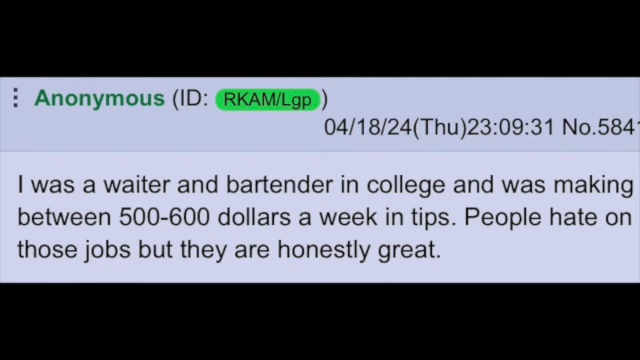 Anonymous (ID: RKAM/Lgp)
04/18/24(Thu)23:09:31 No.5841
I was a waiter and bartender in college and was making
between 500-600 dollars a week in tips. People hate on
those jobs but they are honestly great.